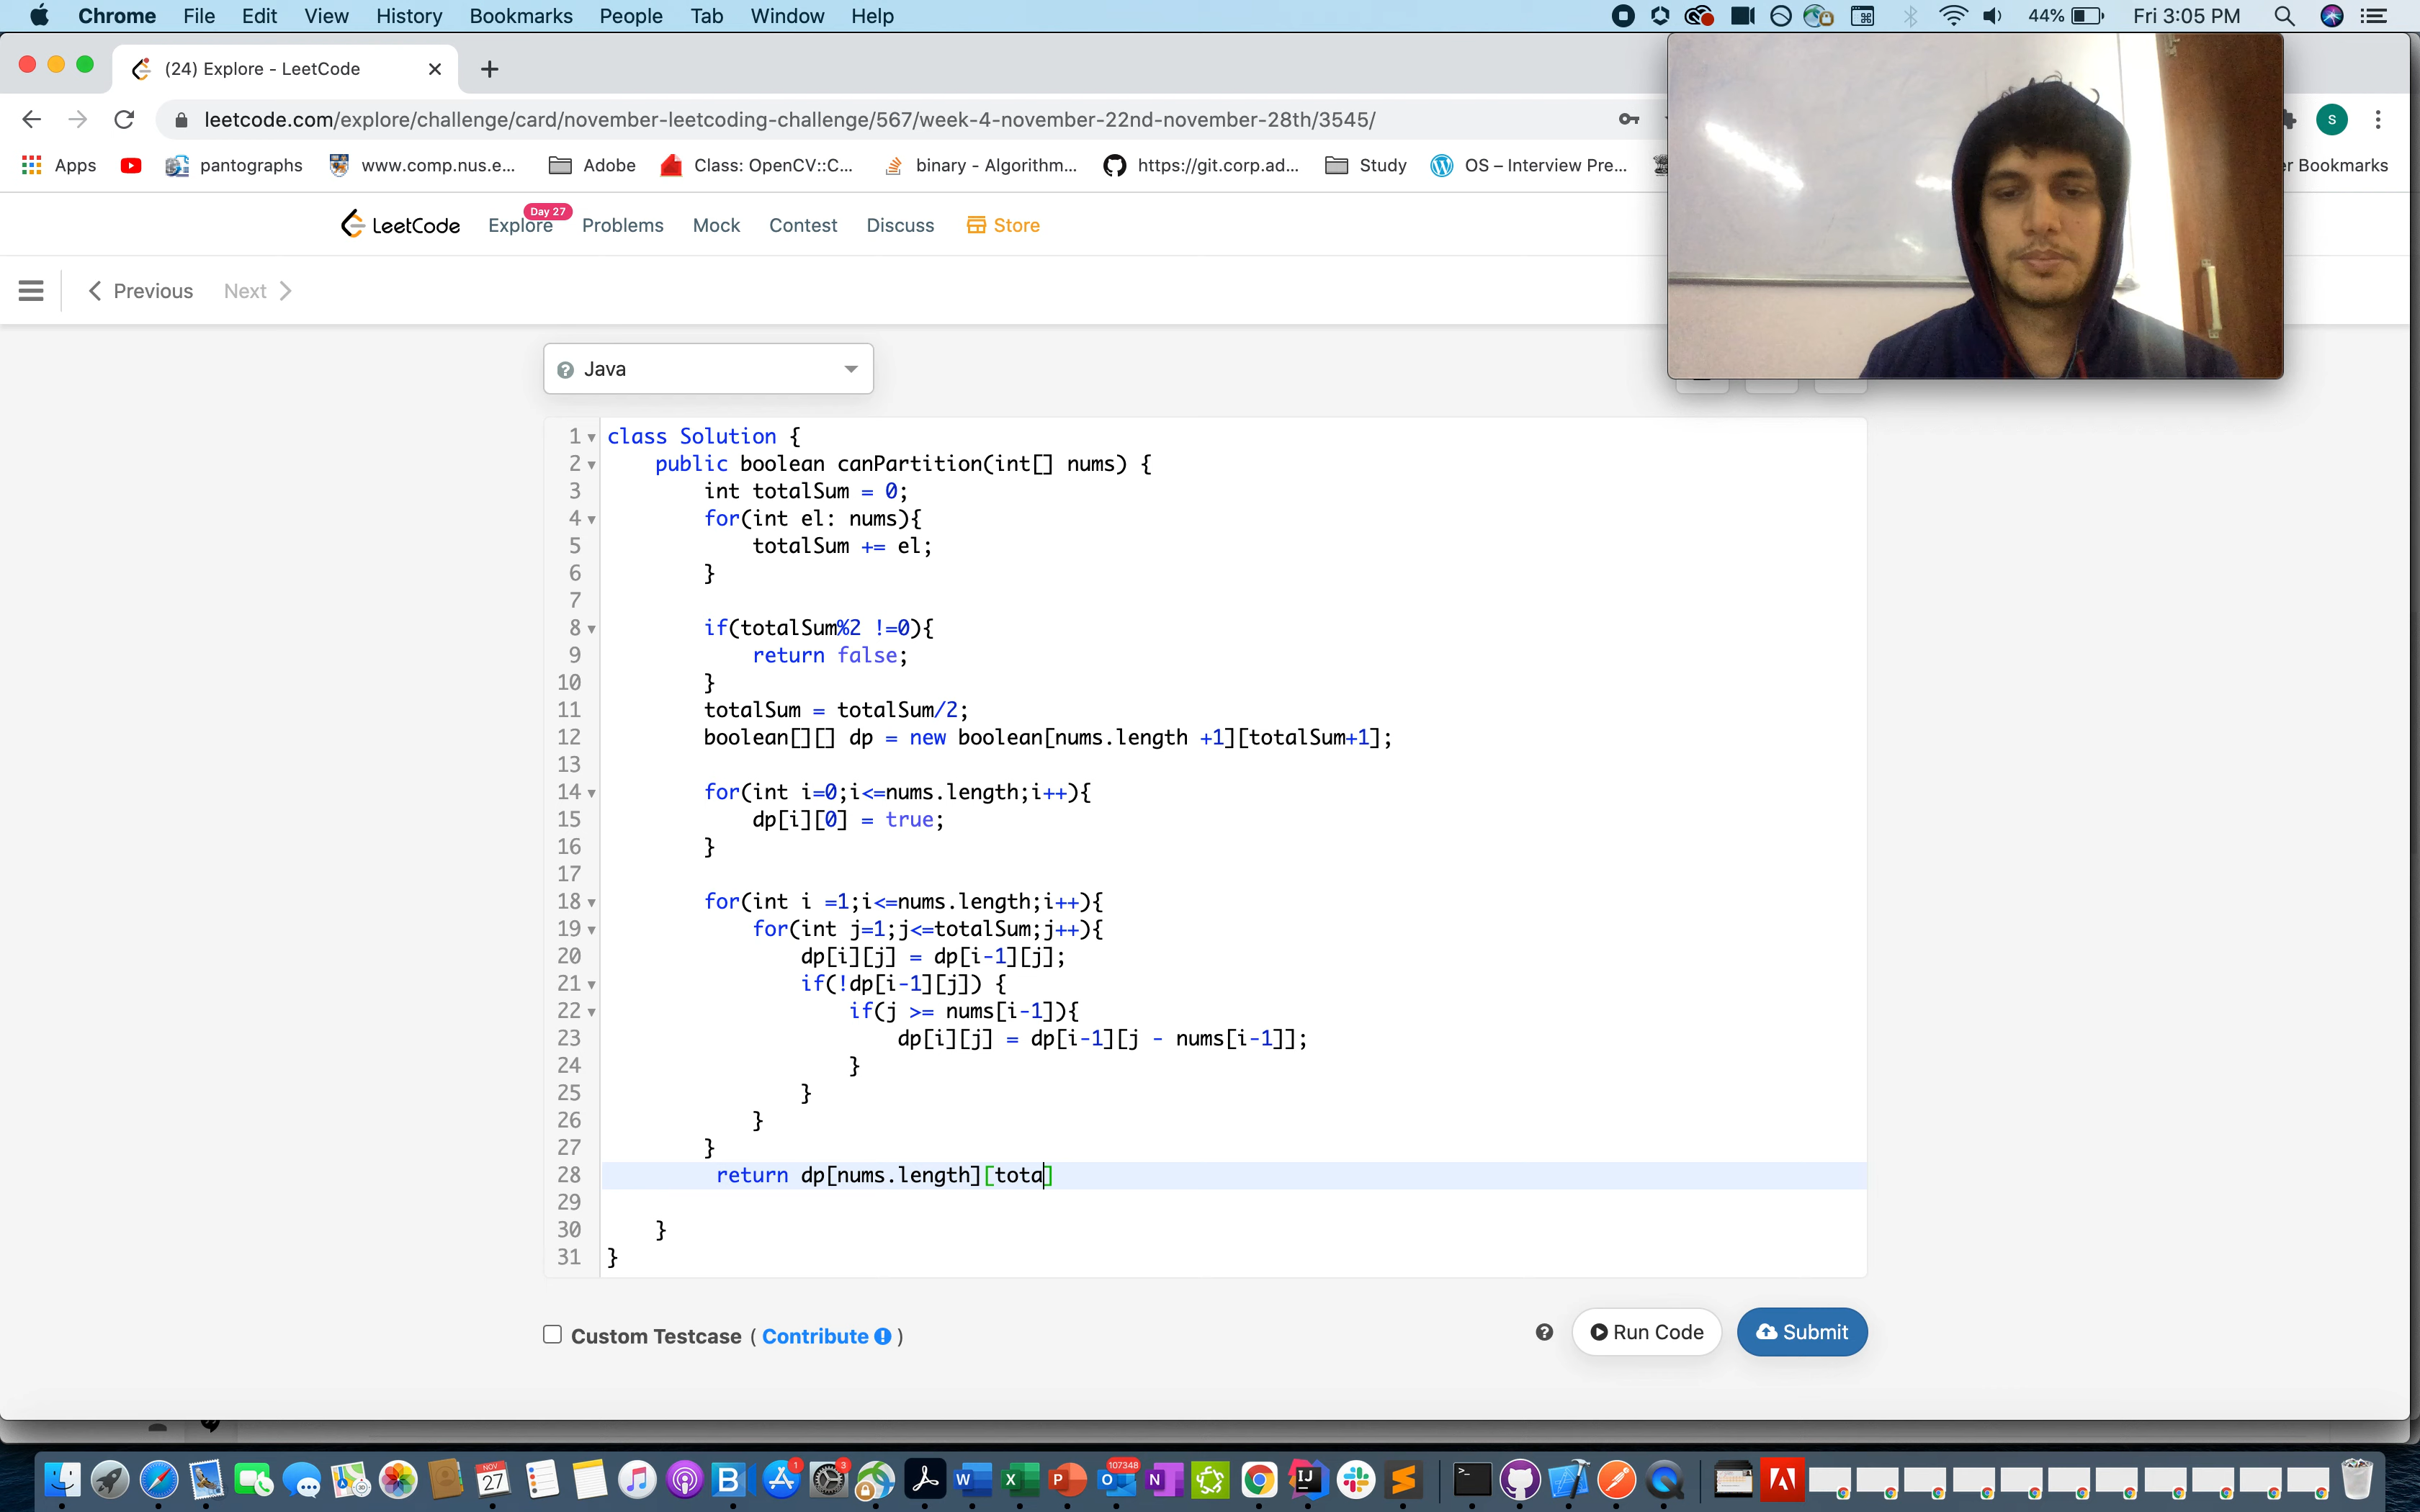 Chrome File Edit View History Bookmarks People Tab Window Help 44% Fri 3:05 PM
(24) Explore - LeetCode
leetcode.com/explore/challenge/card/november-leetcoding-challenge/567/week-4-november-22nd-november-28th/3545/
S
Apps pantographs www.comp.nus.e... Adobe Class: OpenCV::C... binary - Algorithm... https://git.corp.ad... Study OS – Interview Pre... er Bookmarks
LeetCode Explore Day 27 Problems Mock Contest Discuss Store
Previous Next
Java
1 class Solution {
2 public boolean canPartition(int[] nums) {
3 int totalSum = 0;
4 for(int el: nums){
5 totalSum += el;
6 }
7
8 if(totalSum%2 !=0){
9 return false;
10 }
11 totalSum = totalSum/2;
12 boolean[][] dp = new boolean[nums.length +1][totalSum+1];
13
14 for(int i=0;i<=nums.length;i++){
15 dp[i][0] = true;
16 }
17
18 for(int i =1;i<=nums.length;i++){
19 for(int j=1;j<=totalSum;j++){
20 dp[i][j] = dp[i-1][j];
21 if(!dp[i-1][j]) {
22 if(j >= nums[i-1]){
23 dp[i][j] = dp[i-1][j - nums[i-1]];
24 }
25 }
26 }
27 }
28 return dp[nums.length][tota]
29
30 }
31 }
Custom Testcase ( Contribute )
Run Code Submit
NOV 27 1 3 107348